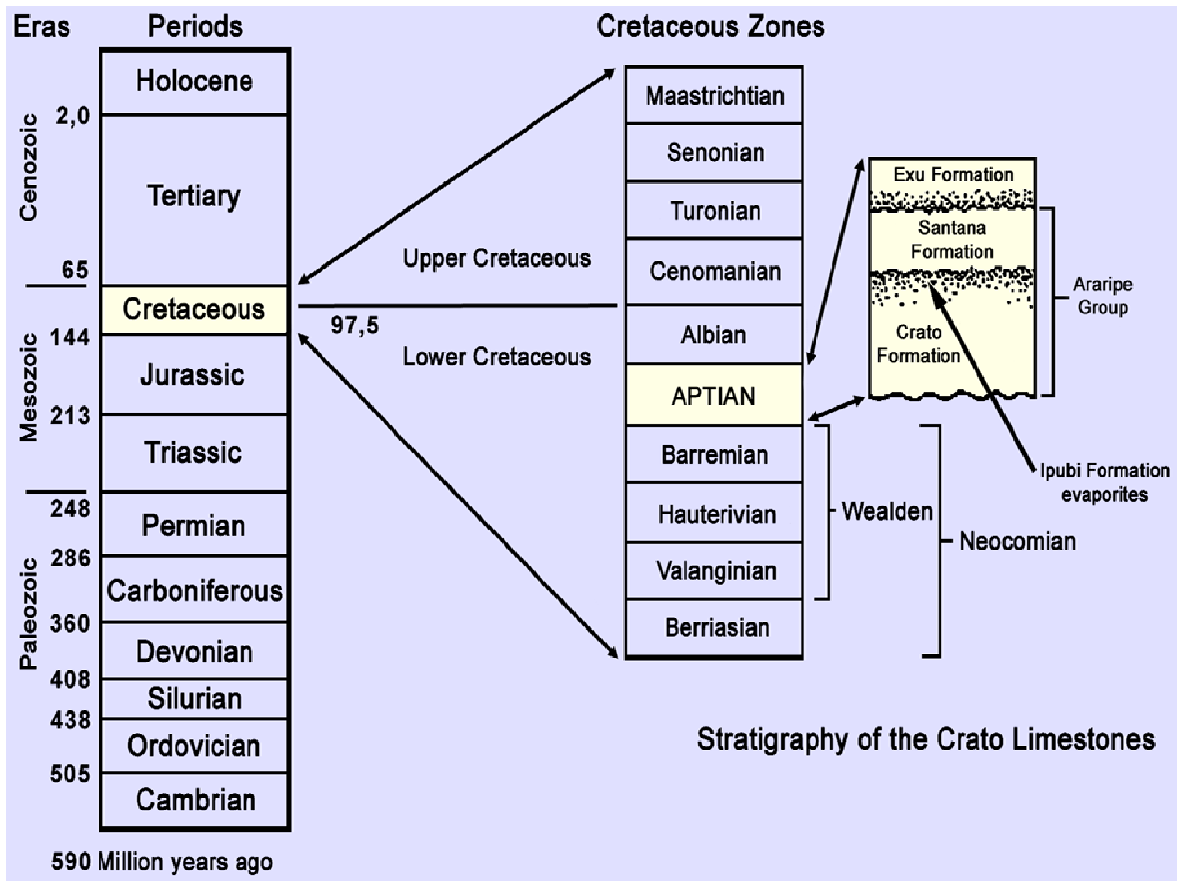 Eras
Periods
Cretaceous Zones
Cenozoic
Mesozoic
Paleozoic
Holocene
2,0
Tertiary
65
Cretaceous
144
Jurassic
213
Triassic
248
Permian
286
Carboniferous
360
Devonian
408
Silurian
438
Ordovician
505
Cambrian
590 Million years ago
Upper Cretaceous
97,5
Lower Cretaceous
Maastrichtian
Senonian
Turonian
Cenomanian
Albian
APTIAN
Barremian
Hauterivian
Valanginian
Berriasian
Wealden
Neocomian
Exu Formation
Santana
Formation
Crato
Formation
Araripe
Group
Ipubi Formation
evaporites
Stratigraphy of the Crato Limestones